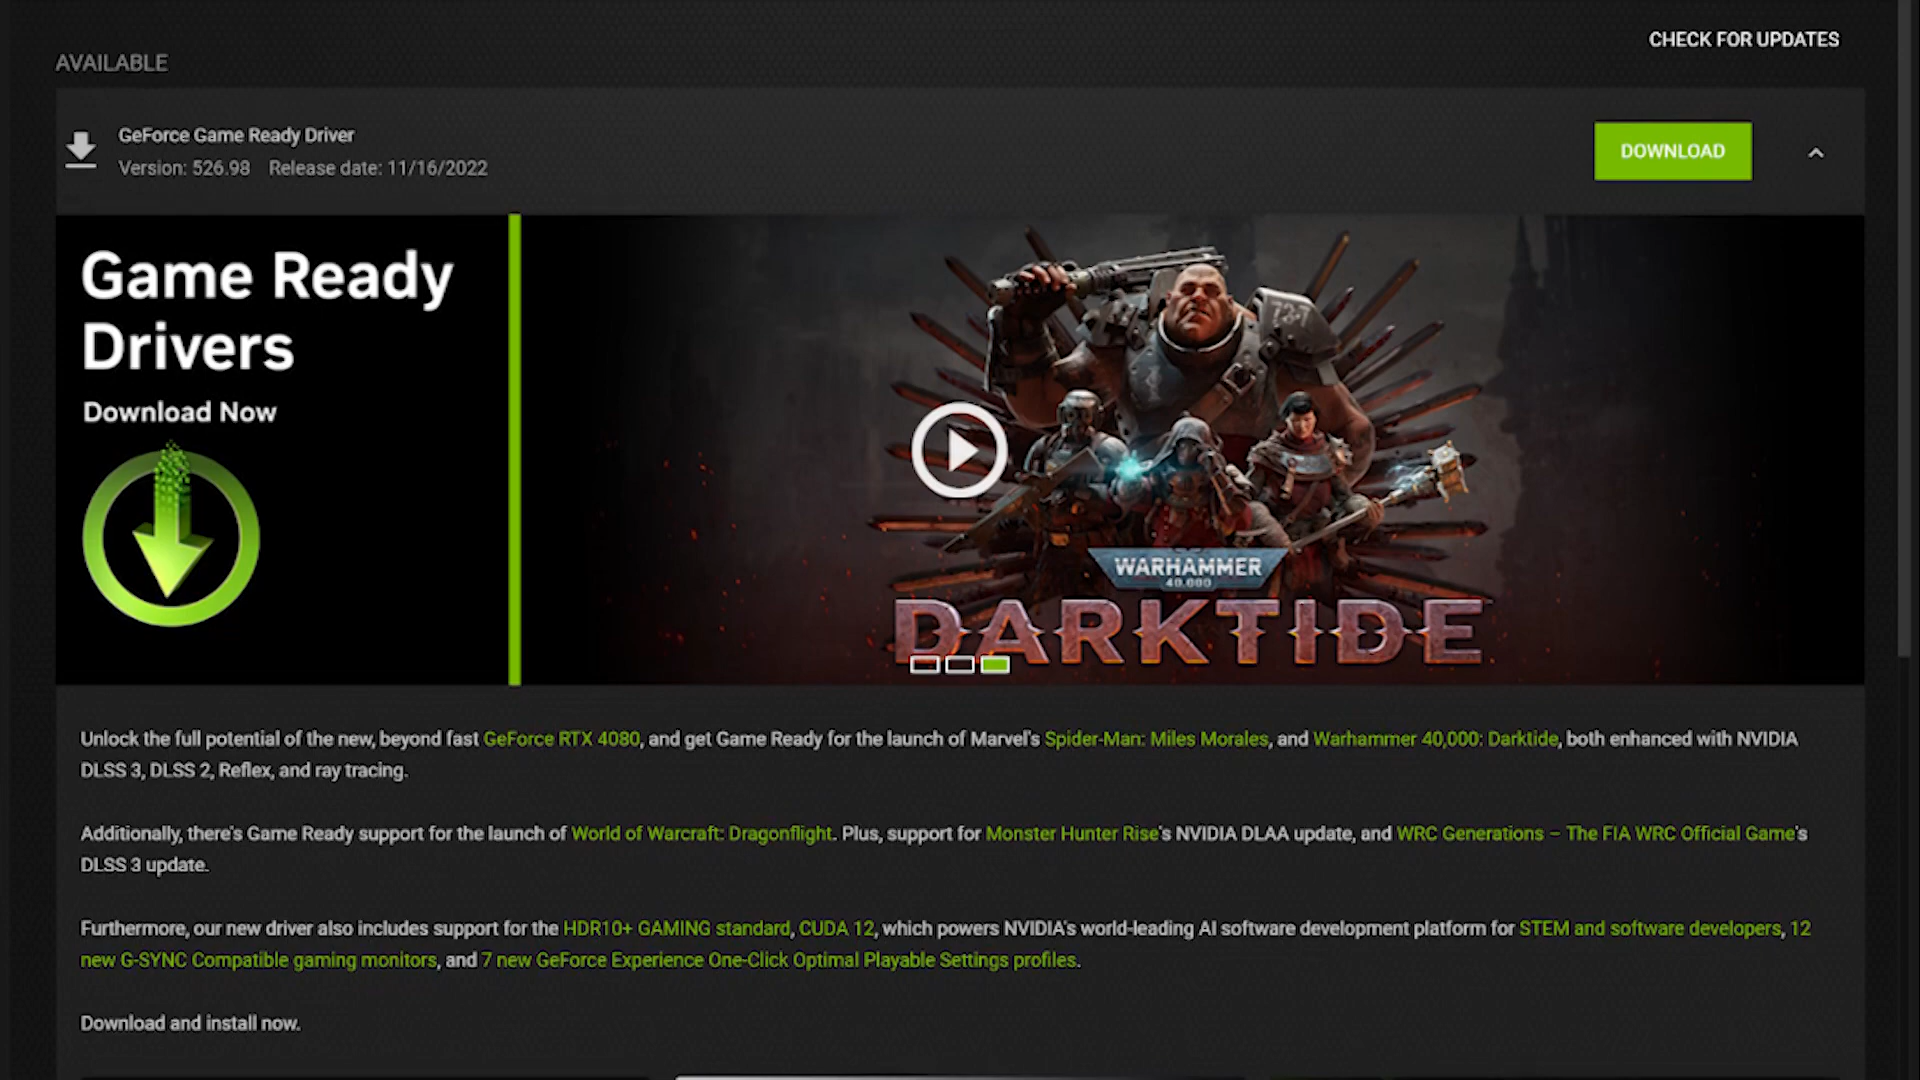 CHECK FOR UPDATES
AVAILABLE
GeForce Game Ready Driver
Version: 526.98 Release date: 11/16/2022
DOWNLOAD
Game Ready
Drivers
Download Now
737
WARHAMMER
40,000
DARKTIDE
Unlock the full potential of the new, beyond fast GeForce RTX 4080, and get Game Ready for the launch of Marvel's Spider-Man: Miles Morales, and Warhammer 40,000: Darktide, both enhanced with NVIDIA
DLSS 3, DLSS 2, Reflex, and ray tracing.
Additionally, there's Game Ready support for the launch of World of Warcraft: Dragonflight. Plus, support for Monster Hunter Rise's NVIDIA DLAA update, and WRC Generations – The FIA WRC Official Game's
DLSS 3 update.
Furthermore, our new driver also includes support for the HDR10+ GAMING standard, CUDA 12, which powers NVIDIA's world-leading AI software development platform for STEM and software developers, 12
new G-SYNC Compatible gaming monitors, and 7 new GeForce Experience One-Click Optimal Playable Settings profiles.
Download and install now.